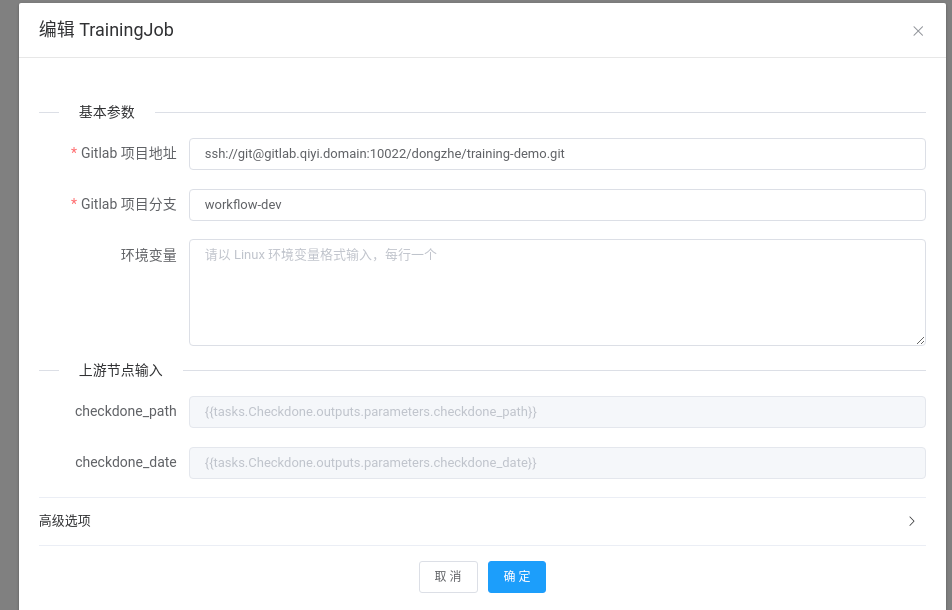 编辑 TrainingJob
基本参数
* Gitlab 项目地址
ssh://git@gitlab.qiyi.domain:10022/dongzhe/training-demo.git
* Gitlab 项目分支
workflow-dev
环境变量
请以 Linux 环境变量格式输入，每行一个
上游节点输入
checkdone_path
{{tasks.Checkdone.outputs.parameters.checkdone_path}}
checkdone_date
{{tasks.Checkdone.outputs.parameters.checkdone_date}}
高级选项
取 消
确 定